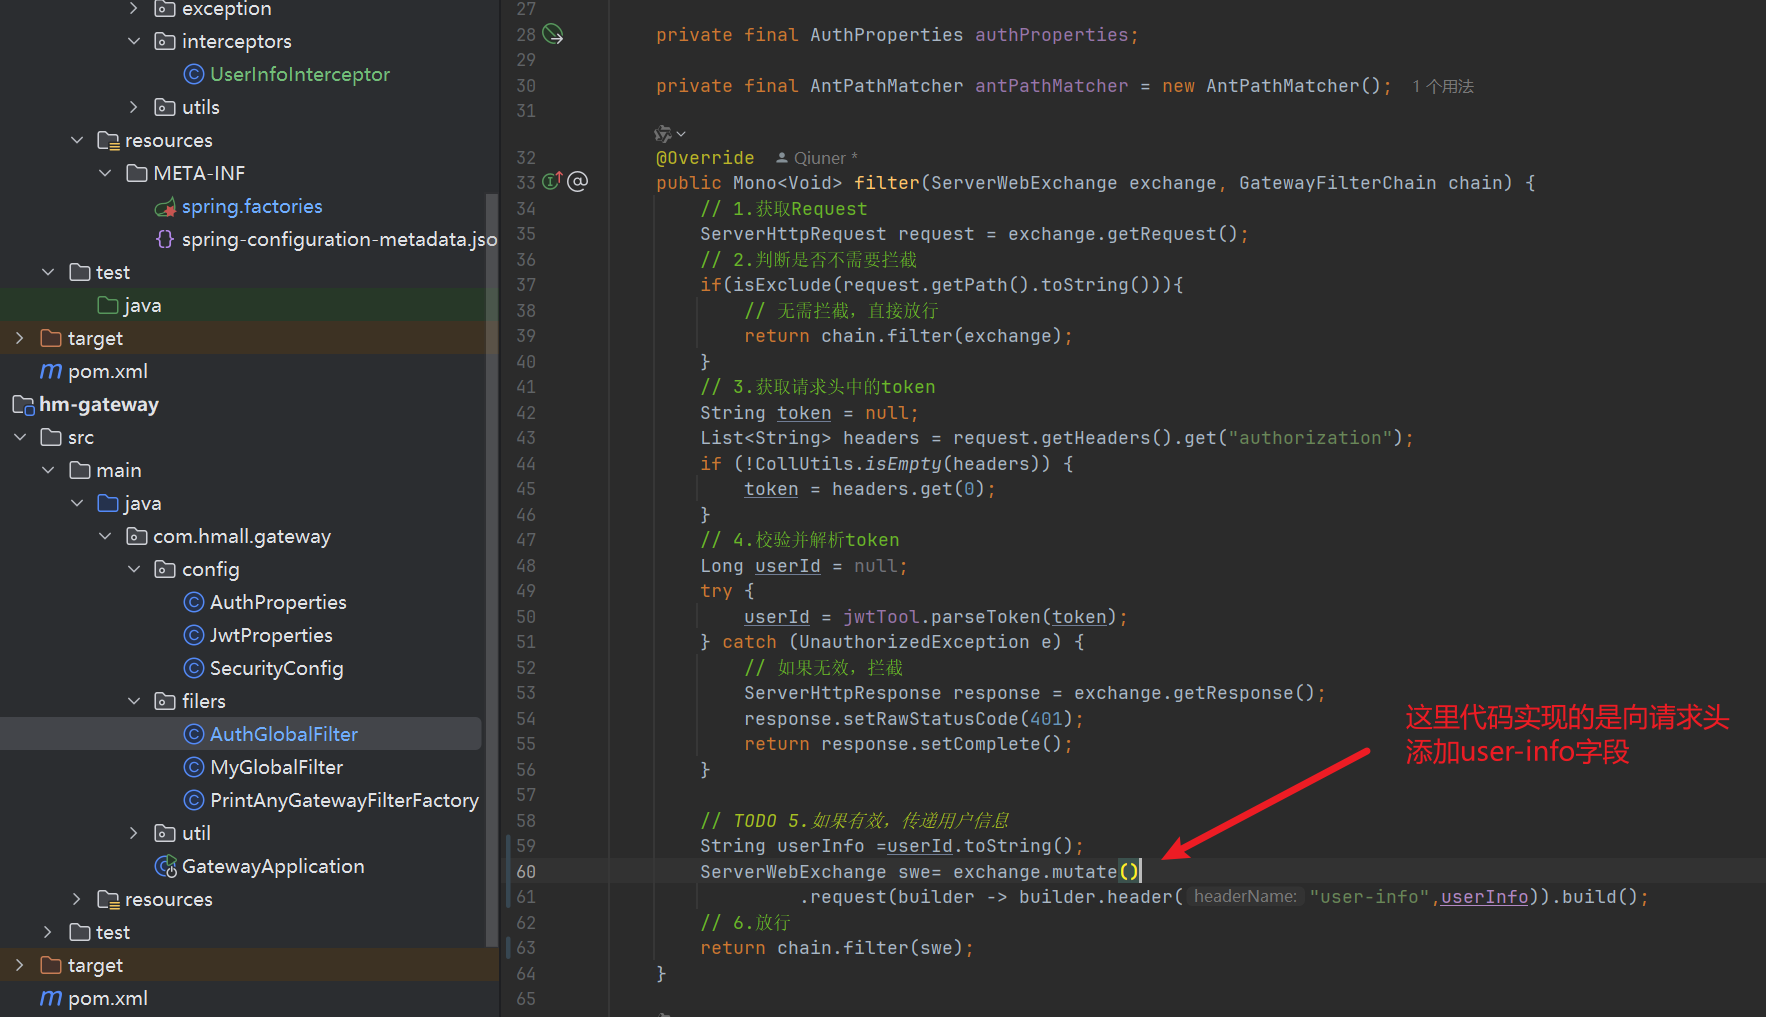 exception
interceptors
UserInfoInterceptor
utils
resources
META-INF
spring.factories
spring-configuration-metadata.jso
test
java
target
pom.xml
hm-gateway
src
main
java
com.hmall.gateway
config
AuthProperties
JwtProperties
SecurityConfig
filers
AuthGlobalFilter
MyGlobalFilter
PrintAnyGatewayFilterFactory
util
GatewayApplication
resources
test
target
pom.xml
27
28 private final AuthProperties authProperties;
29
30 private final AntPathMatcher antPathMatcher = new AntPathMatcher(); 1 个用法
31
32 @Override Qiuner *
33 public Mono<Void> filter(ServerWebExchange exchange, GatewayFilterChain chain) {
34 // 1.获取Request
35 ServerHttpRequest request = exchange.getRequest();
36 // 2.判断是否不需要拦截
37 if(isExclude(request.getPath().toString())){
38 // 无需拦截，直接放行
39 return chain.filter(exchange);
40 }
41 // 3.获取请求头中的token
42 String token = null;
43 List<String> headers = request.getHeaders().get("authorization");
44 if (!CollUtils.isEmpty(headers)) {
45 token = headers.get(0);
46 }
47 // 4.校验并解析token
48 Long userId = null;
49 try {
50 userId = jwtTool.parseToken(token);
51 } catch (UnauthorizedException e) {
52 // 如果无效，拦截
53 ServerHttpResponse response = exchange.getResponse();
54 response.setRawStatusCode(401);
55 return response.setComplete();
56 }
57
58 // TODO 5.如果有效，传递用户信息
59 String userInfo =userId.toString();
60 ServerWebExchange swe= exchange.mutate()
61 .request(builder -> builder.header( headerName: "user-info",userInfo)).build();
62 // 6.放行
63 return chain.filter(swe);
64 }
65
这里代码实现的是向请求头
添加user-info字段